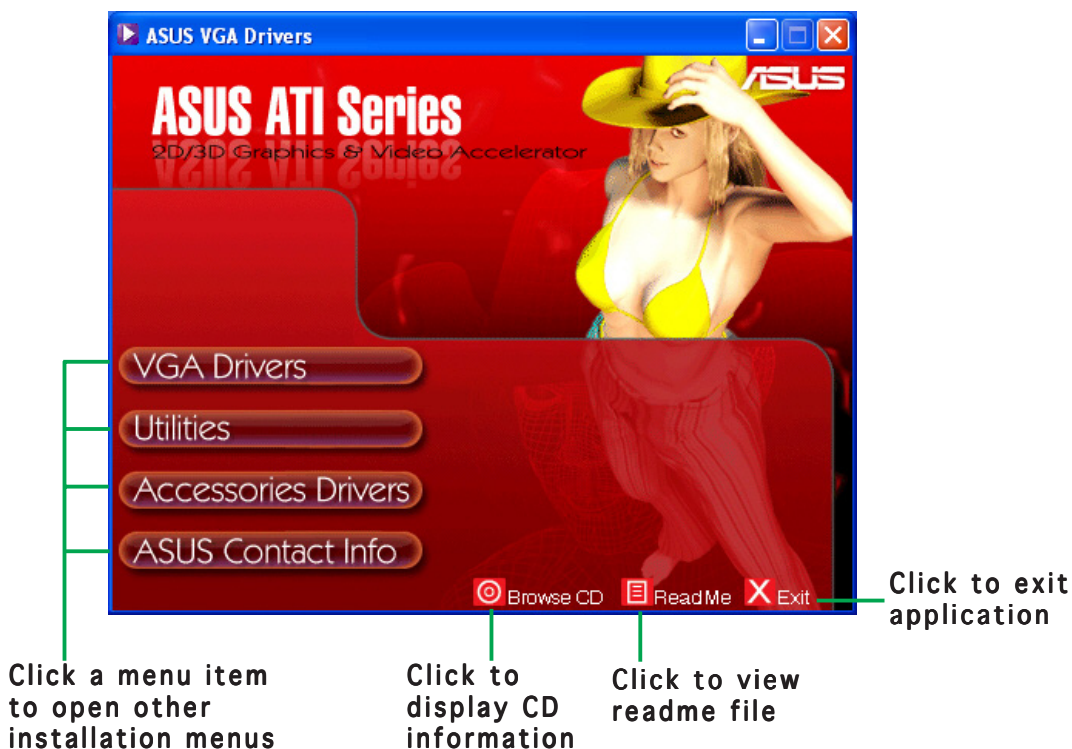 ASUS VGA Drivers
ASUS
ASUS ATI Series
2D/3D Graphics & Video Accelerator
VGA Drivers
Utilities
Accessories Drivers
ASUS Contact Info
Browse CD
ReadMe
Exit
Click to exit
application
Click a menu item
to open other
installation menus
Click to
display CD
information
Click to view
readme file